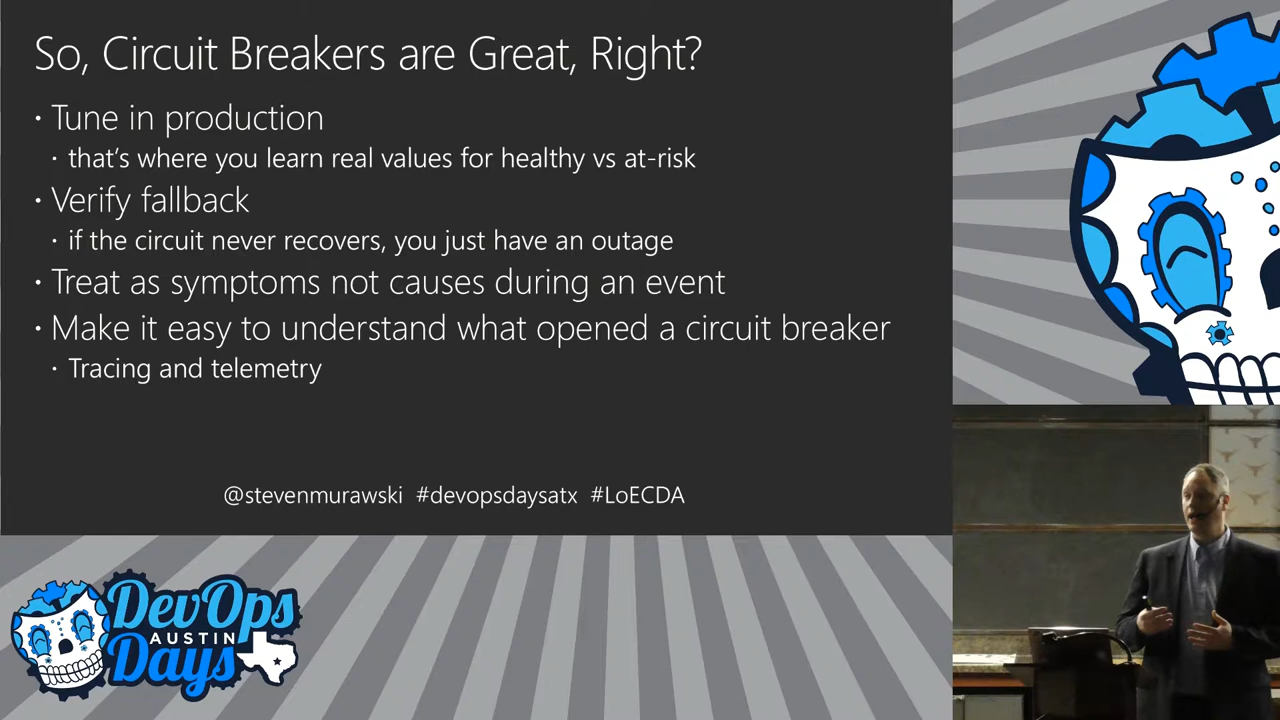 So, Circuit Breakers are Great, Right?
• Tune in production
• that's where you learn real values for healthy vs at-risk
• Verify fallback
• if the circuit never recovers, you just have an outage
• Treat as symptoms not causes during an event
• Make it easy to understand what opened a circuit breaker
• Tracing and telemetry
@stevenmurawski #devopsdaysatx #LoECDA
DevOps
AUSTIN
Days